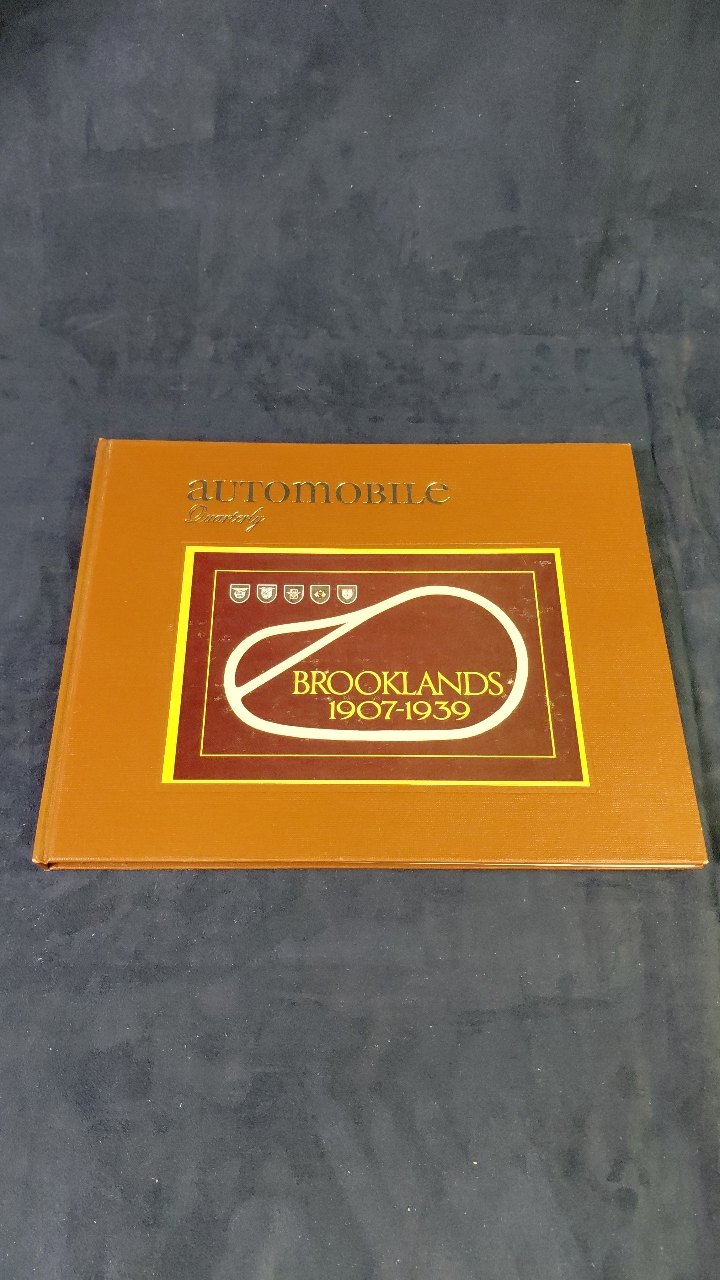 AUTOMOBILE
Quarterly
BROOKLANDS
1907-1939